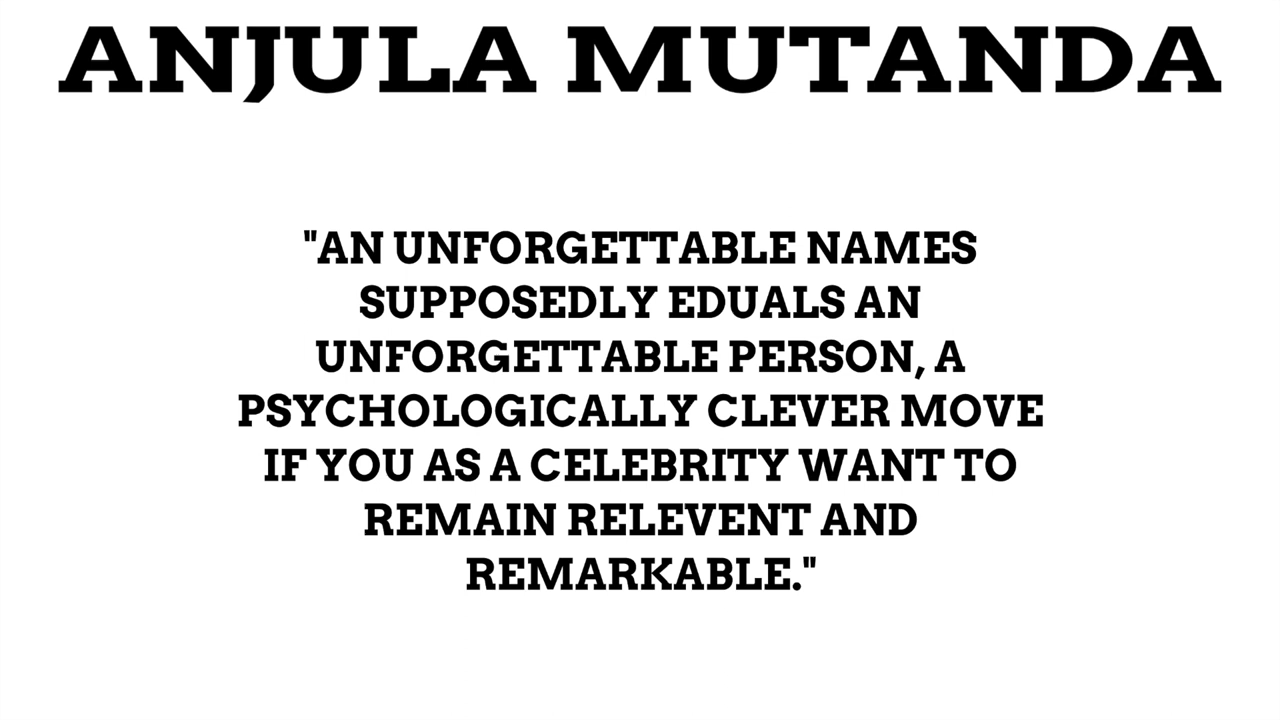 ANJULA MUTANDA
"AN UNFORGETTABLE NAMES
SUPPOSEDLY EDUALS AN
UNFORGETTABLE PERSON, A
PSYCHOLOGICALLY CLEVER MOVE
IF YOU AS A CELEBRITY WANT TO
REMAIN RELEVENT AND
REMARKABLE."